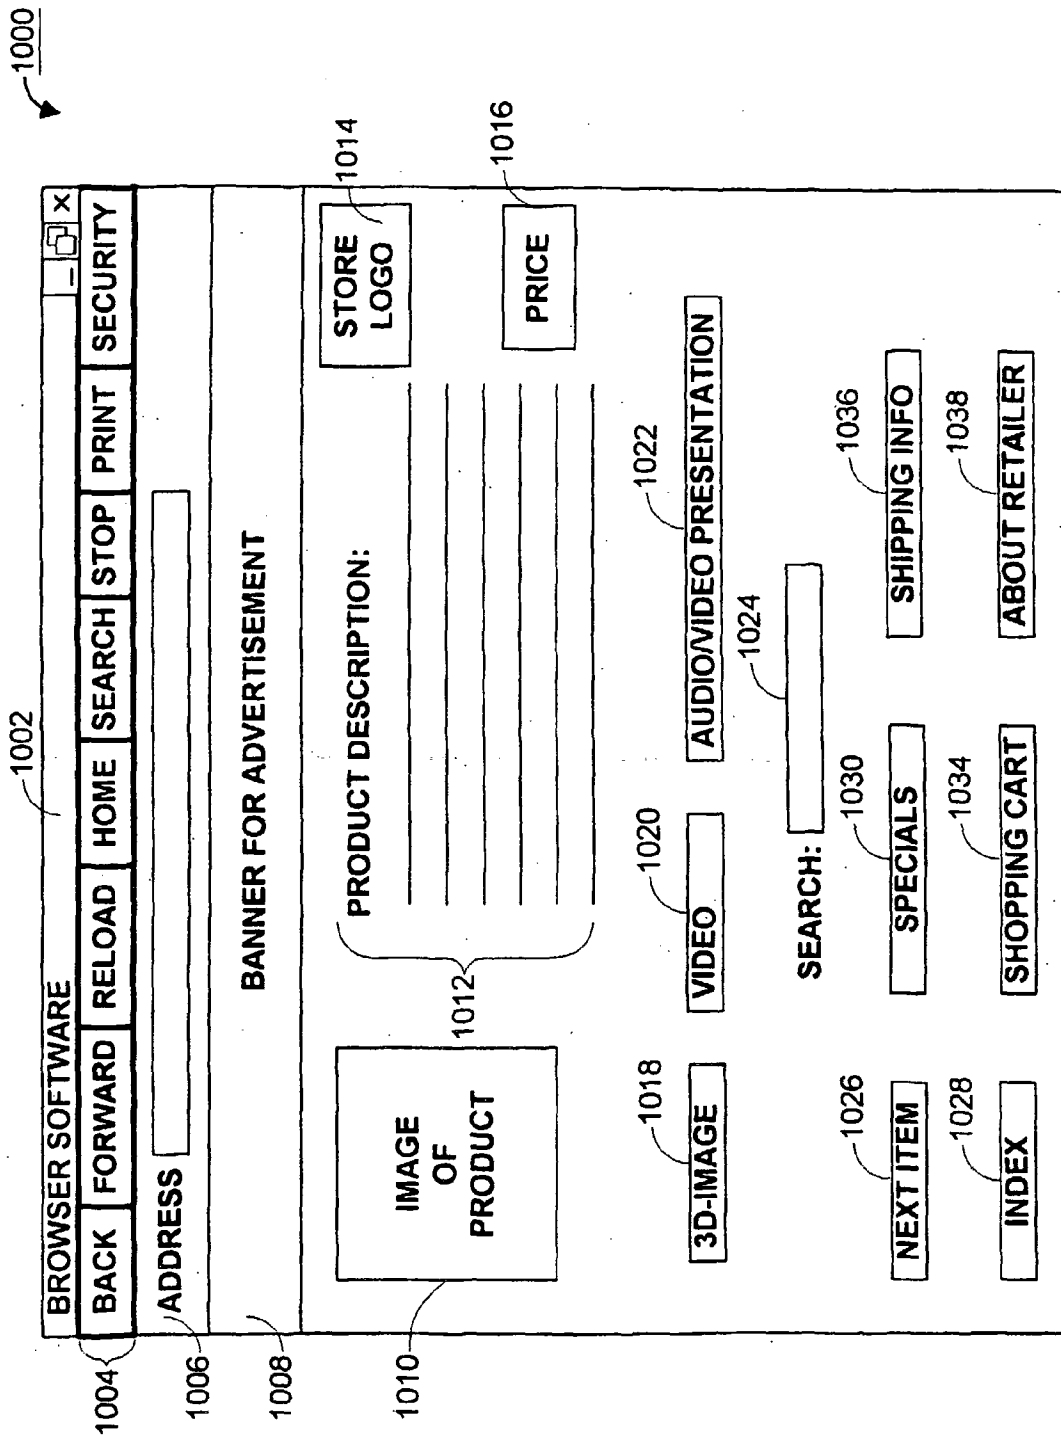 1000
1002
BROWSER SOFTWARE _ X
1004 BACK FORWARD RELOAD HOME SEARCH STOP PRINT SECURITY
1006 ADDRESS
1008 BANNER FOR ADVERTISEMENT
1010
IMAGE
OF
PRODUCT
1012
PRODUCT DESCRIPTION:
STORE
LOGO
1014
PRICE
1016
1018 1020 1022
3D-IMAGE VIDEO AUDIO/VIDEO PRESENTATION
1024
SEARCH:
1026 1030 1036
NEXT ITEM SPECIALS SHIPPING INFO
1028 1034 1038
INDEX SHOPPING CART ABOUT RETAILER